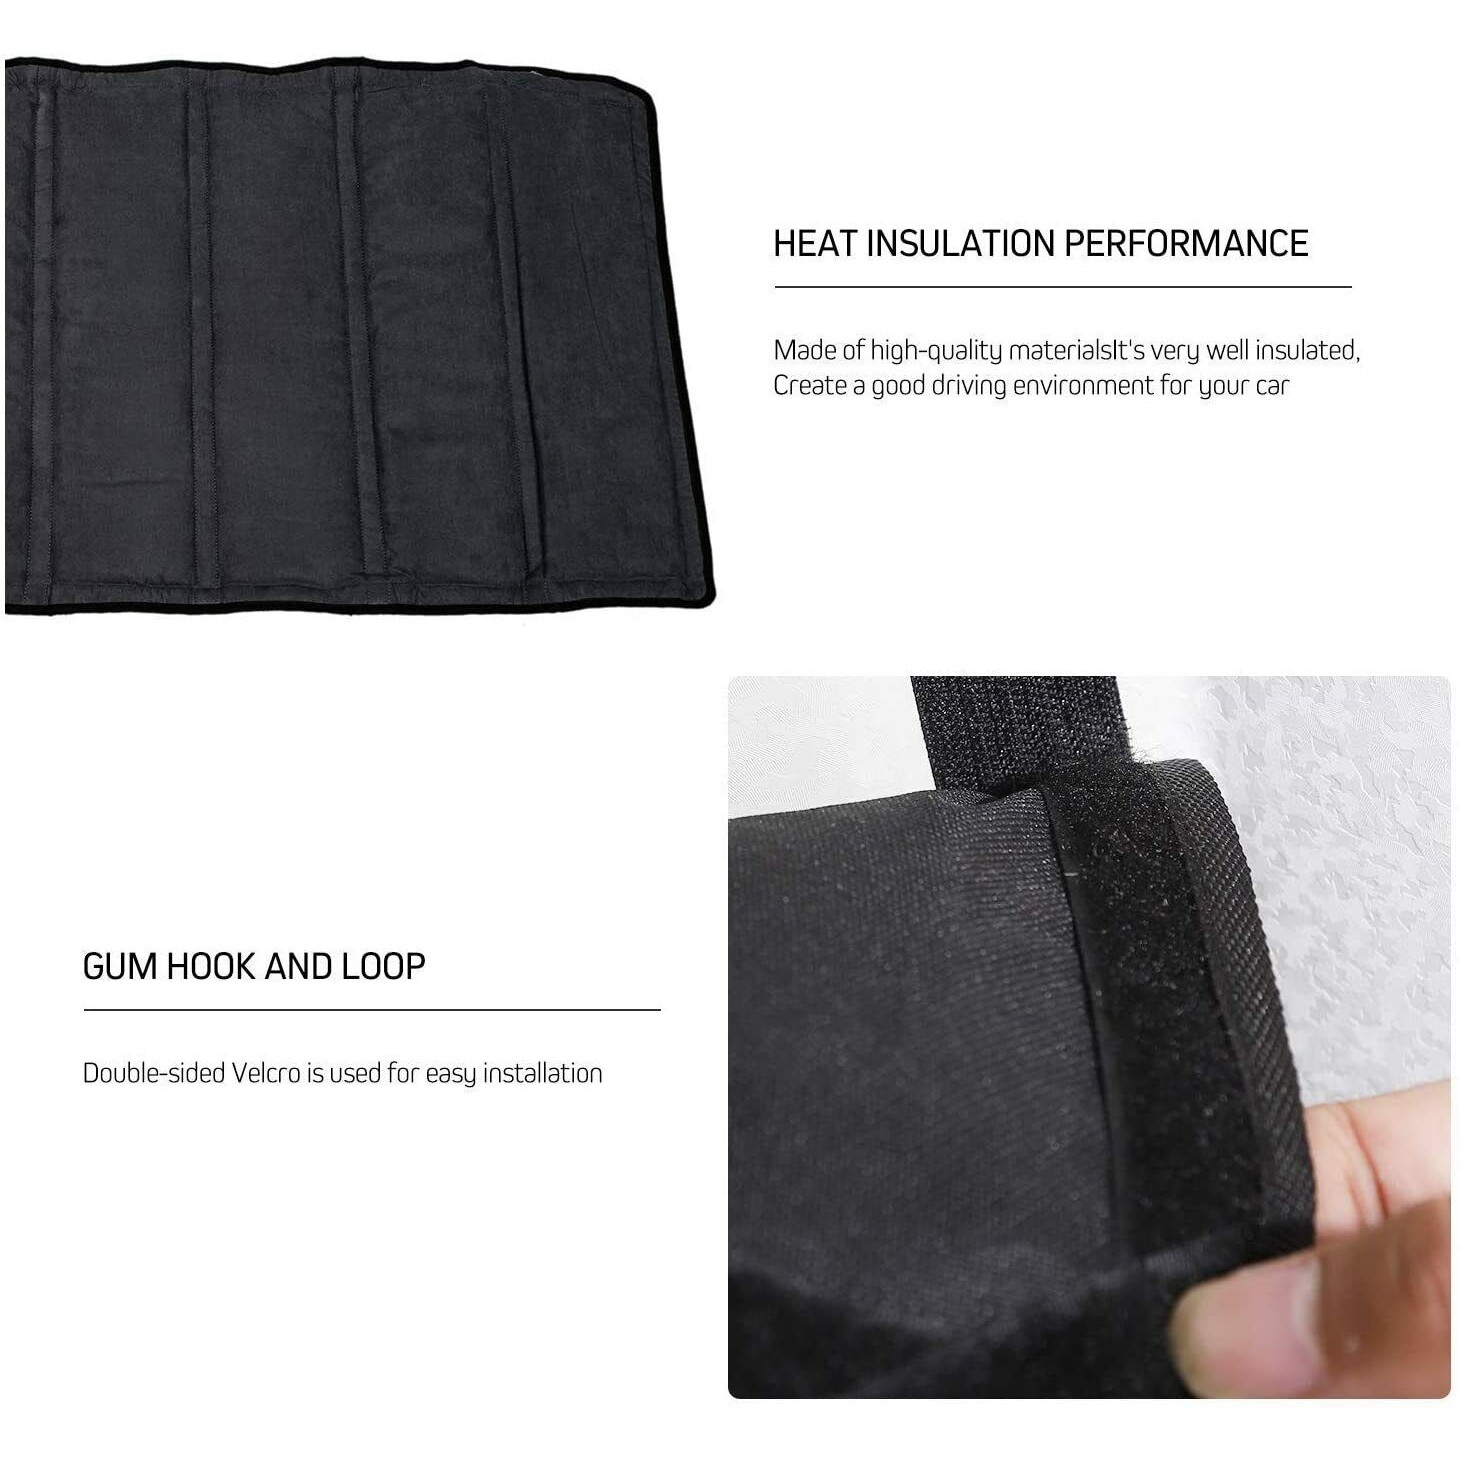 HEAT INSULATION PERFORMANCE
Made of high-quality materialsIt's very well insulated,
Create a good driving environment for your car
GUM HOOK AND LOOP
Double-sided Velcro is used for easy installation